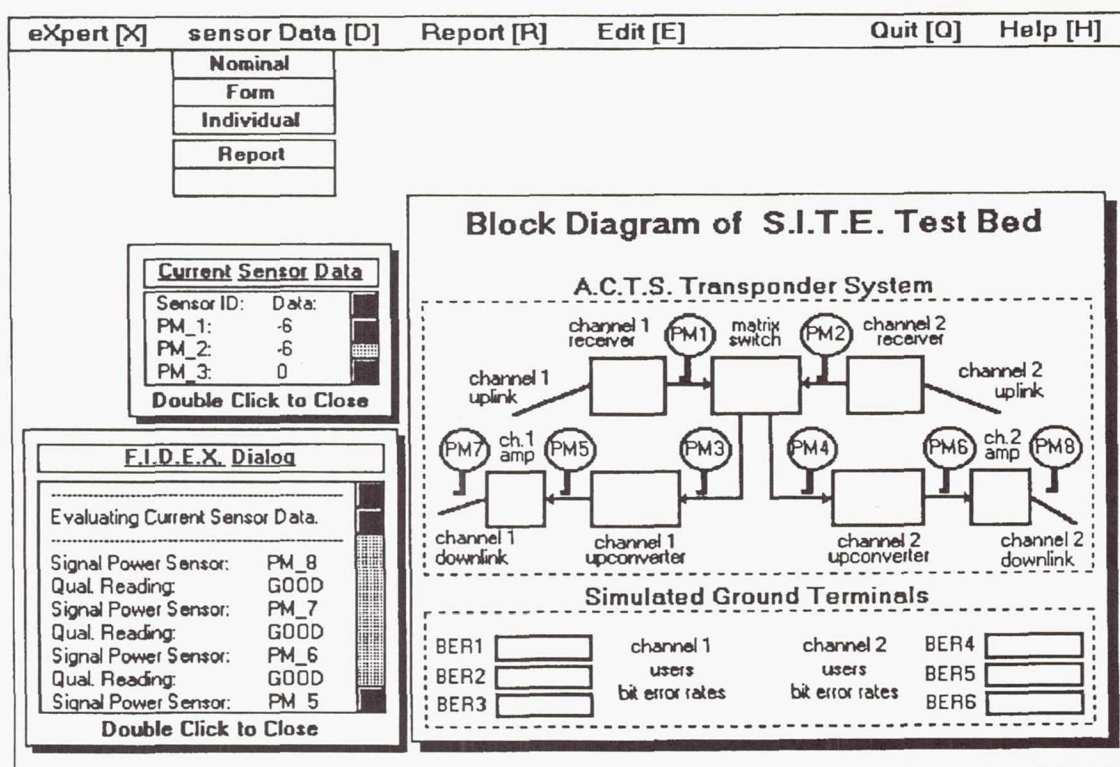 eXpert [X] sensor Data [D] Report [R] Edit [E] Quit [Q] Help [H]
Nominal
Form
Individual
Report
Current Sensor Data
Sensor ID: Data:
PM_1: -6
PM_2: -6
PM_3: 0
Double Click to Close
F.I.D.E.X. Dialog
Evaluating Current Sensor Data.
Signal Power Sensor: PM_8
Qual. Reading: GOOD
Signal Power Sensor: PM_7
Qual. Reading: GOOD
Signal Power Sensor: PM_6
Qual. Reading: GOOD
Signal Power Sensor: PM_5
Double Click to Close
Block Diagram of S.I.T.E. Test Bed
A.C.T.S. Transponder System
channel 1
receiver
PM1
matrix
switch
PM2
channel 2
receiver
channel 1
uplink
channel 2
uplink
PM7
ch.1
amp
PM5
PM3
PM4
PM6
ch.2
amp
PM8
channel 1
downlink
channel 1
upconverter
channel 2
upconverter
channel 2
downlink
Simulated Ground Terminals
BER1
BER2
BER3
channel 1
users
bit error rates
channel 2
users
bit error rates
BER4
BER5
BER6